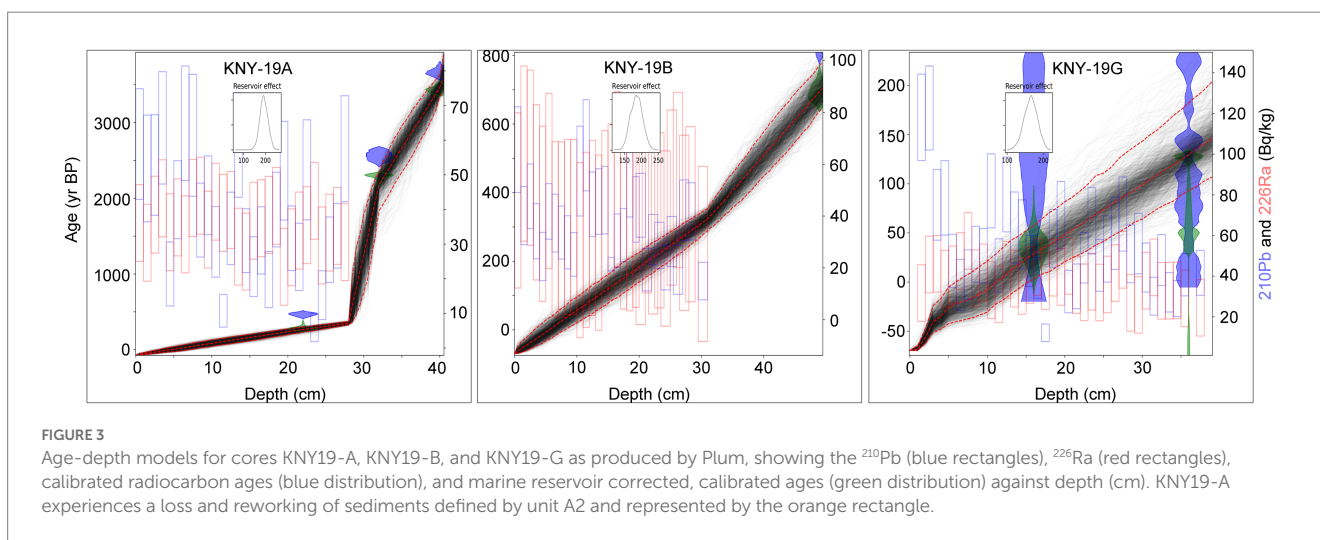 KNY-19A
Reservoir effect
100 200
Age (yr BP)
3000
2000
1000
0
70
50
30
10
0 10 20 30 40
Depth (cm)
KNY-19B
Reservoir effect
150 200 250
800
600
400
200
0
100
80
60
40
20
0
0 10 20 30 40
Depth (cm)
KNY-19G
Reservoir effect
100 200
200
150
100
50
0
-50
140
120
100
80
60
40
20
0 10 20 30
Depth (cm)
210Pb and 226Ra (Bq/kg)
FIGURE 3
Age-depth models for cores KNY19-A, KNY19-B, and KNY19-G as produced by Plum, showing the ²¹⁰Pb (blue rectangles), ²²⁶Ra (red rectangles),
calibrated radiocarbon ages (blue distribution), and marine reservoir corrected, calibrated ages (green distribution) against depth (cm). KNY19-A
experiences a loss and reworking of sediments defined by unit A2 and represented by the orange rectangle.